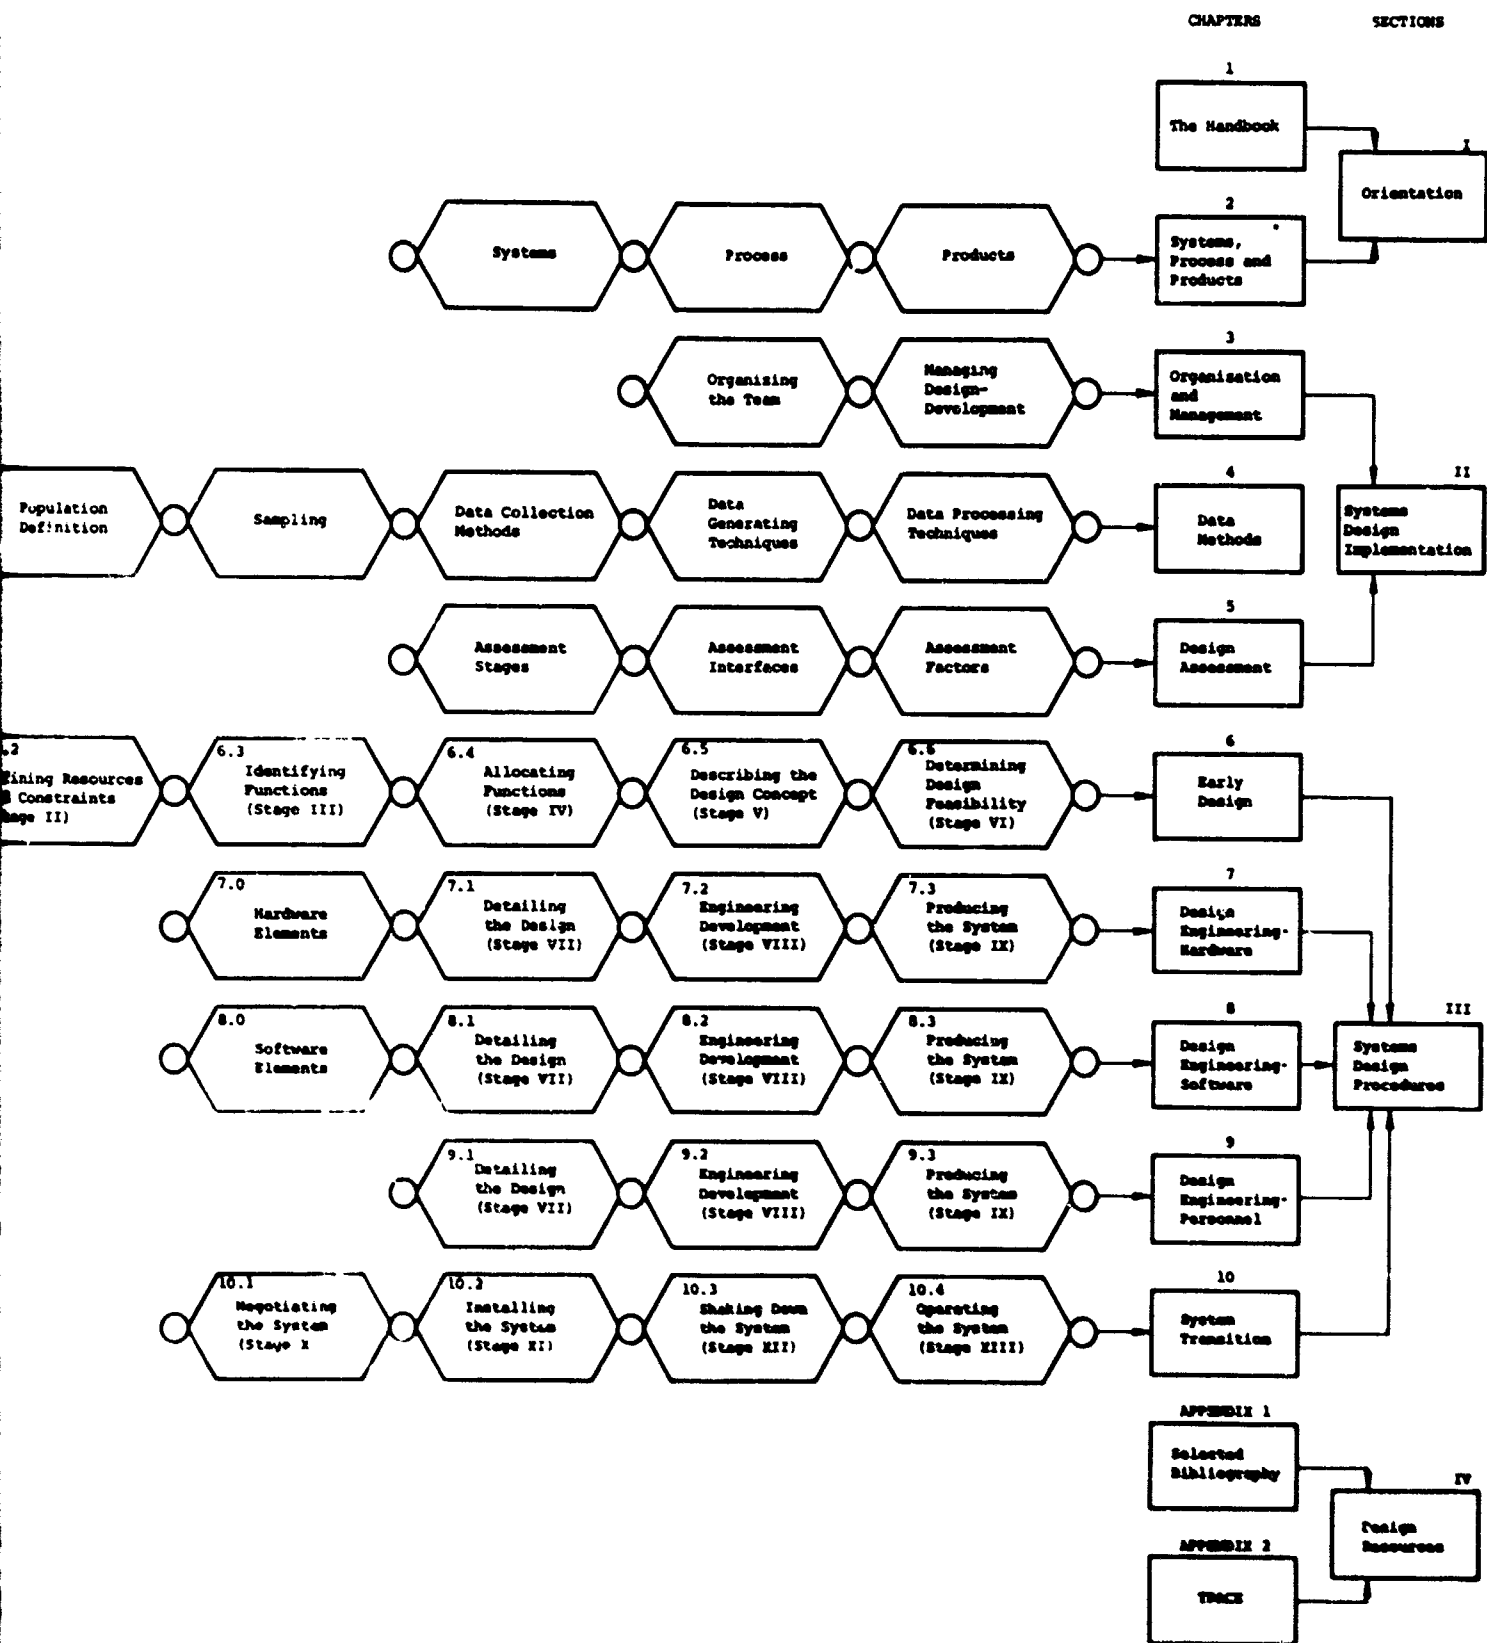 CHAPTERS
SECTIONS
1
The Handbook
I
Orientation
2
Systems,
Process and
Products
Systems
Process
Products
3
Organization
and
Management
Organizing
the Team
Managing
Design-
Development
Population
Definition
Sampling
Data Collection
Methods
Data
Generating
Techniques
Data Processing
Techniques
4
Data
Methods
II
Systems
Design
Implementation
Assessment
Stages
Assessment
Interfaces
Assessment
Factors
5
Design
Assessment
.2
ining Resources
Constraints
age II)
6.3
Identifying
Functions
(Stage III)
6.4
Allocating
Functions
(Stage IV)
6.5
Describing the
Design Concept
(Stage V)
6.6
Determining
Design
Feasibility
(Stage VI)
6
Early
Design
7.0
Hardware
Elements
7.1
Detailing
the Design
(Stage VII)
7.2
Engineering
Development
(Stage VIII)
7.3
Producing
the System
(Stage IX)
7
Design
Engineering-
Hardware
8.0
Software
Elements
8.1
Detailing
the Design
(Stage VII)
8.2
Engineering
Development
(Stage VIII)
8.3
Producing
the System
(Stage IX)
8
Design
Engineering-
Software
III
Systems
Design
Procedures
9.1
Detailing
the Design
(Stage VII)
9.2
Engineering
Development
(Stage VIII)
9.3
Producing
the System
(Stage IX)
9
Design
Engineering-
Personnel
10.1
Negotiating
the System
(Stage X
10.2
Installing
the System
(Stage XI)
10.3
Shaking Down
the System
(Stage XII)
10.4
Operating
the System
(Stage XIII)
10
System
Transition
APPENDIX 1
Selected
Bibliography
IV
Design
Resources
APPENDIX 2
TRACE